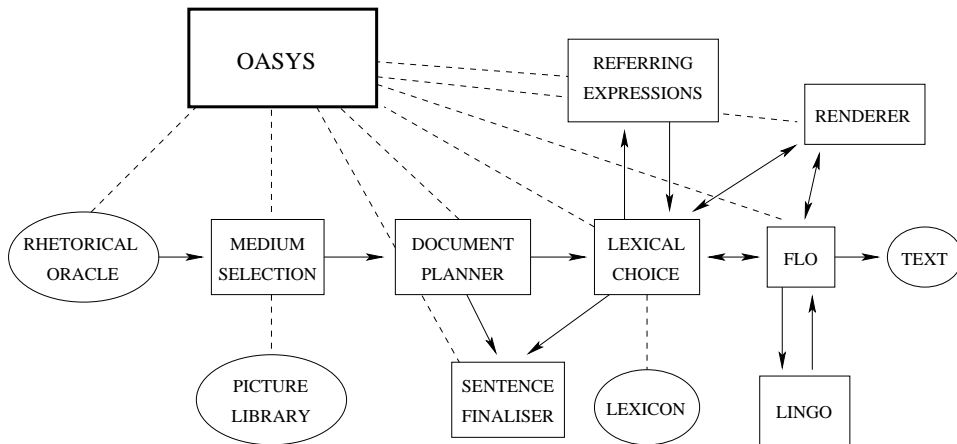 OASYS
REFERRING
EXPRESSIONS
RENDERER
RHETORICAL
ORACLE
MEDIUM
SELECTION
DOCUMENT
PLANNER
LEXICAL
CHOICE
FLO
TEXT
PICTURE
LIBRARY
SENTENCE
FINALISER
LEXICON
LINGO